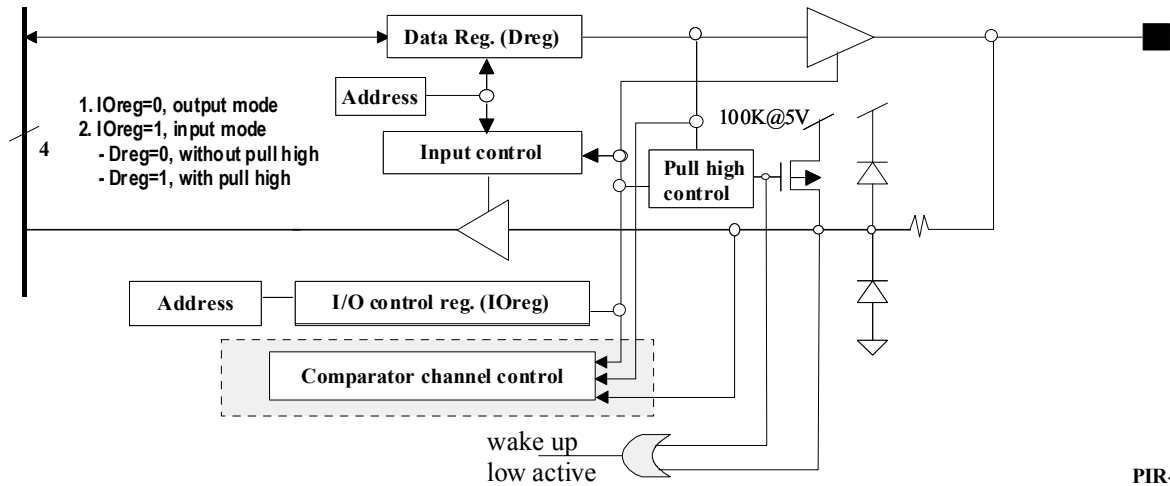 Data Reg. (Dreg)
Address
1. IOreg=0, output mode
2. IOreg=1, input mode
- Dreg=0, without pull high
- Dreg=1, with pull high
4
Input control
100K@5V
Pull high
control
Address
I/O control reg. (IOreg)
Comparator channel control
wake up
low active
PIR-